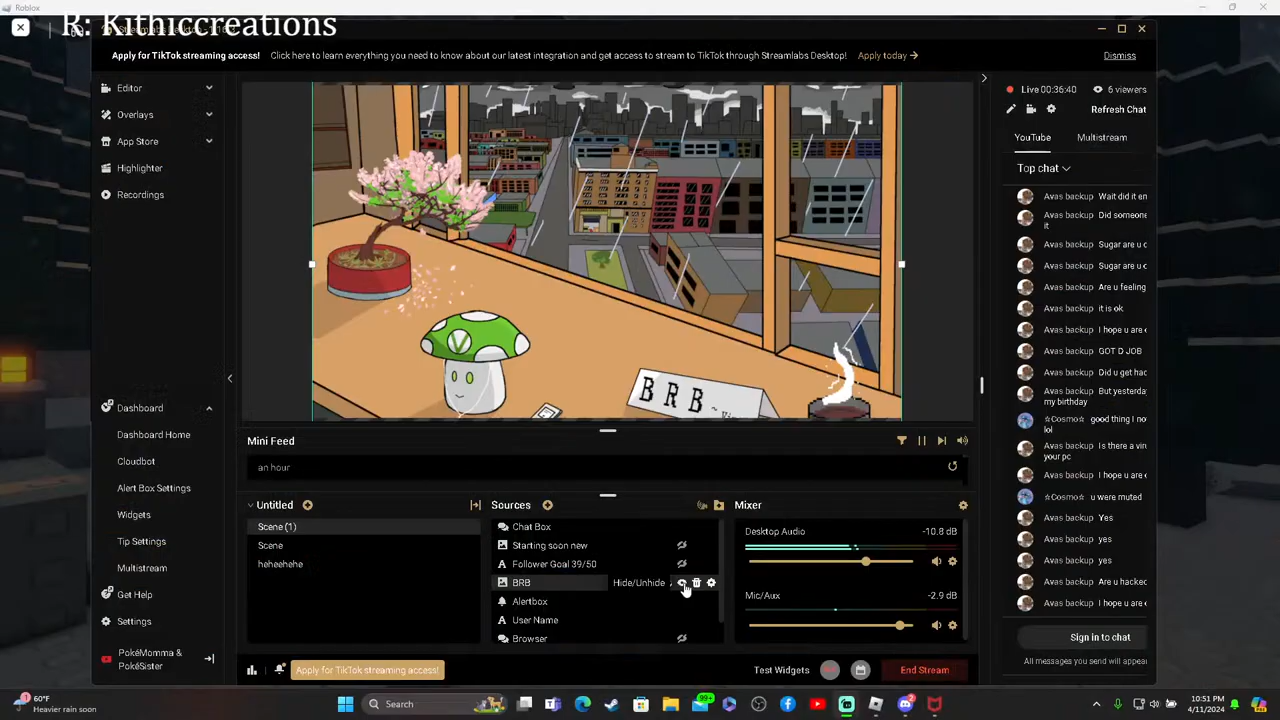 Roblox
R: Kithiccreations
Apply for TikTok streaming access! Click here to learn everything you need to know about our latest integration and get access to stream to TikTok through Streamlabs Desktop! Apply today Dismiss
Editor
Overlays
App Store
Highlighter
Recordings
Live 00:36:40 6 viewers
Refresh Chat
YouTube Multistream
Top chat
Avas backup Wait did it en
Avas backup Did someone
it
Avas backup Sugar are u c
Avas backup Sugar are u c
Avas backup Are u feeling
Avas backup it is ok
Avas backup I hope u are
Avas backup GOT D JOB
Avas backup Did u get hac
Avas backup But yesterda
my birthday
☆Cosmo☆ good thing I no
lol
Avas backup Is there a viru
your pc
Avas backup I hope u are
☆Cosmo☆ u were muted
Avas backup Yes
Avas backup yes
Avas backup yes
Avas backup Are u hacked
Avas backup I hope u are
Sign in to chat
All messages you send will appear
V
BRB
Dashboard
Dashboard Home
Cloudbot
Alert Box Settings
Widgets
Tip Settings
Multistream
Get Help
Settings
PokéMomma &
PokéSister
Mini Feed
an hour
Untitled
Scene (1)
Scene
heheehehe
Sources
Chat Box
Starting soon new
Follower Goal 39/50
BRB Hide/Unhide
Alertbox
User Name
Browser
Mixer
Desktop Audio -10.8 dB
Mic/Aux -2.9 dB
Apply for TikTok streaming access!
Test Widgets
End Stream
1
60°F
Heavier rain soon
Search
99+
2
10:51 PM
4/11/2024